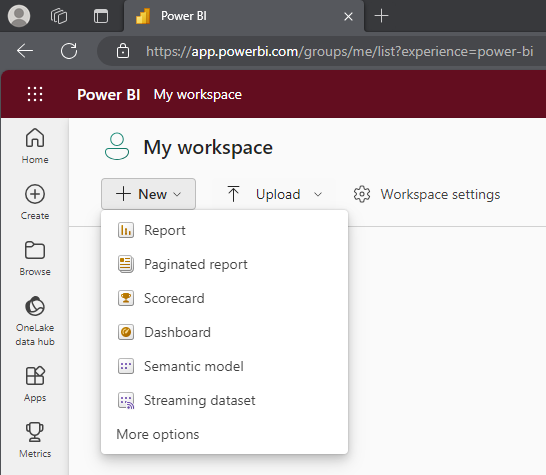 Power BI
https://app.powerbi.com/groups/me/list?experience=power-bi
Power BI My workspace
Home
Create
Browse
OneLake
data hub
Apps
Metrics
My workspace
New Upload Workspace settings
Report
Paginated report
Scorecard
Dashboard
Semantic model
Streaming dataset
More options